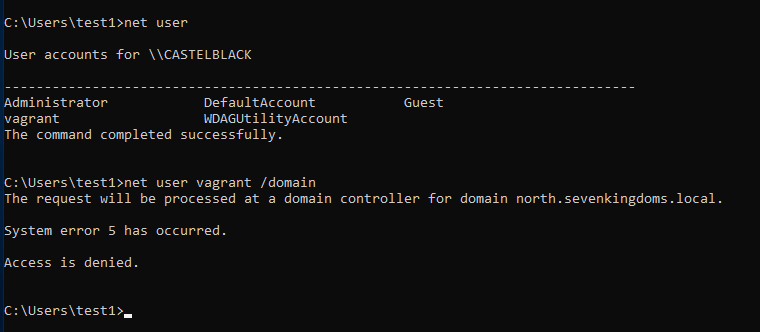 C:\Users\test1>net user
User accounts for \\CASTELBLACK
-------------------------------------------------------------------------------
Administrator            DefaultAccount           Guest
vagrant                  WDAGUtilityAccount
The command completed successfully.
C:\Users\test1>net user vagrant /domain
The request will be processed at a domain controller for domain north.sevenkingdoms.local.
System error 5 has occurred.
Access is denied.
C:\Users\test1>